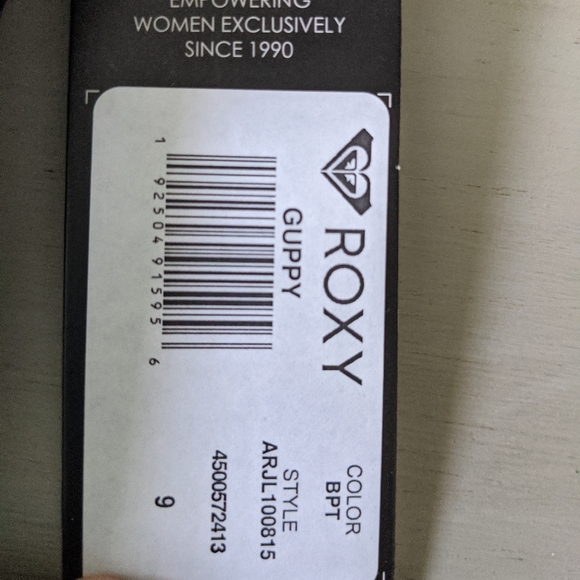 EMPOWERING
WOMEN EXCLUSIVELY
SINCE 1990
ROXY
GUPPY
1 92504 91595 6
COLOR
BPT
STYLE
ARJL100815
4500572413
9